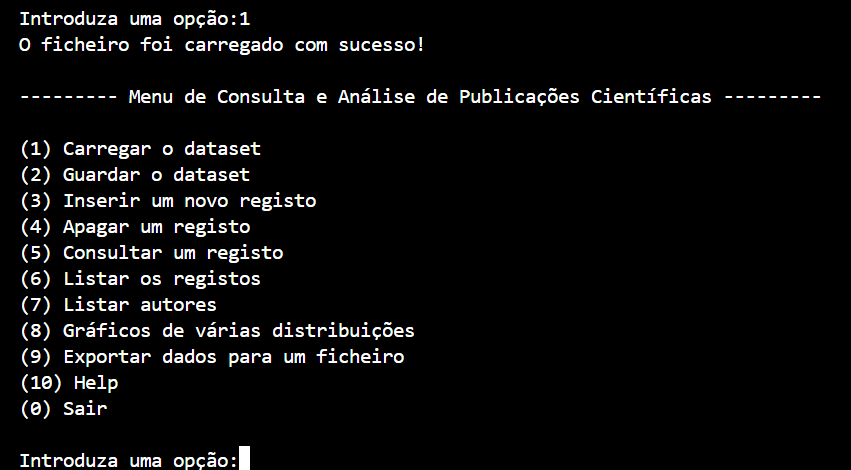 Introduza uma opção:1
O ficheiro foi carregado com sucesso!
--------- Menu de Consulta e Análise de Publicações Científicas ---------
(1) Carregar o dataset
(2) Guardar o dataset
(3) Inserir um novo registo
(4) Apagar um registo
(5) Consultar um registo
(6) Listar os registos
(7) Listar autores
(8) Gráficos de várias distribuições
(9) Exportar dados para um ficheiro
(10) Help
(0) Sair
Introduza uma opção: